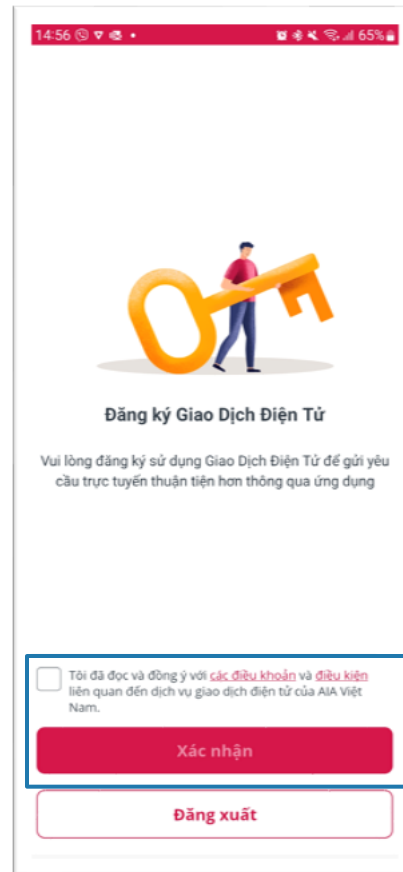 14:56
65%
Đăng ký Giao Dịch Điện Tử
Vui lòng đăng ký sử dụng Giao Dịch Điện Tử để gửi yêu
cầu trực tuyến thuận tiện hơn thông qua ứng dụng
Tôi đã đọc và đồng ý với các điều khoản và điều kiện
liên quan đến dịch vụ giao dịch điện tử của AIA Việt
Nam.
Xác nhận
Đăng xuất